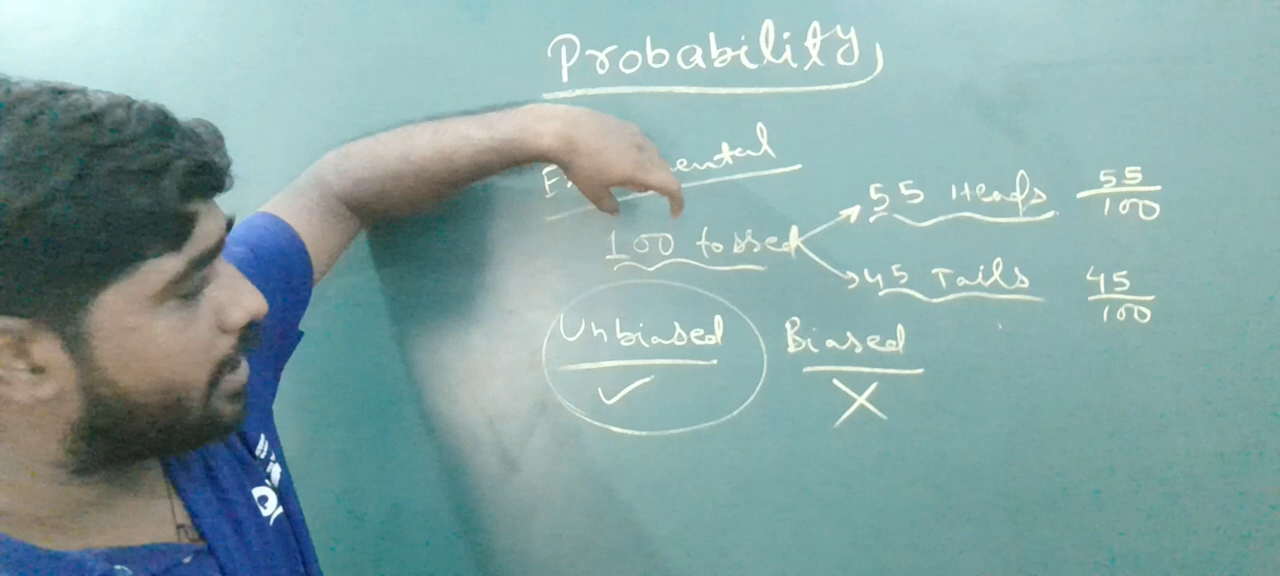 Probability
100 tossed
55 Heads 55/100
45 Tails 45/100
Unbiased Biased
✓ X